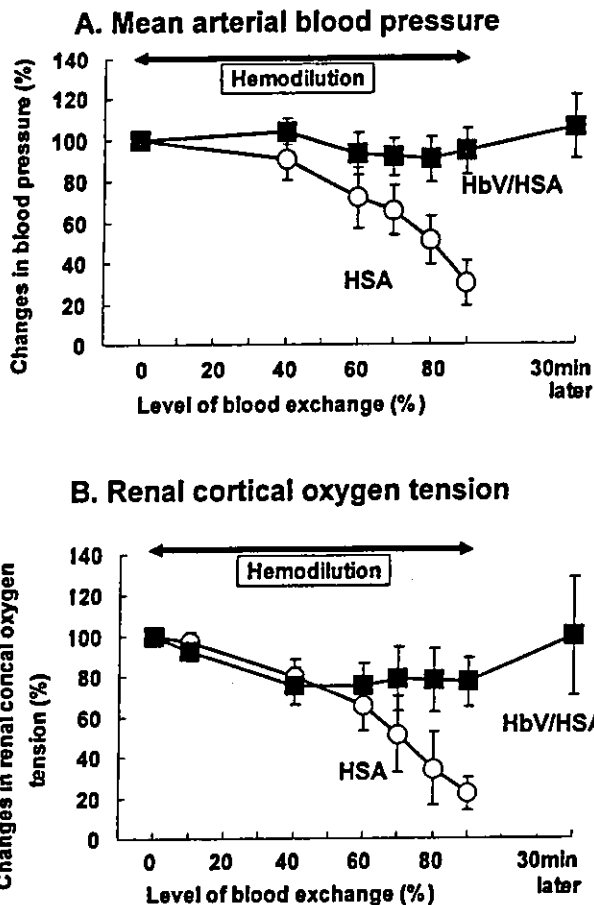 A. Mean arterial blood pressure
Changes in blood pressure (%)
140
120
100
80
60
40
20
0
Hemodilution
HbV/HSA
HSA
0 20 40 60 80 30min
later
Level of blood exchange (%)
B. Renal cortical oxygen tension
Changes in renal concal oxygen
tension (%)
140
120
100
80
60
40
20
0
Hemodilution
HbV/HSA
HSA
0 20 40 60 80 30min
later
Level of blood exchange (%)